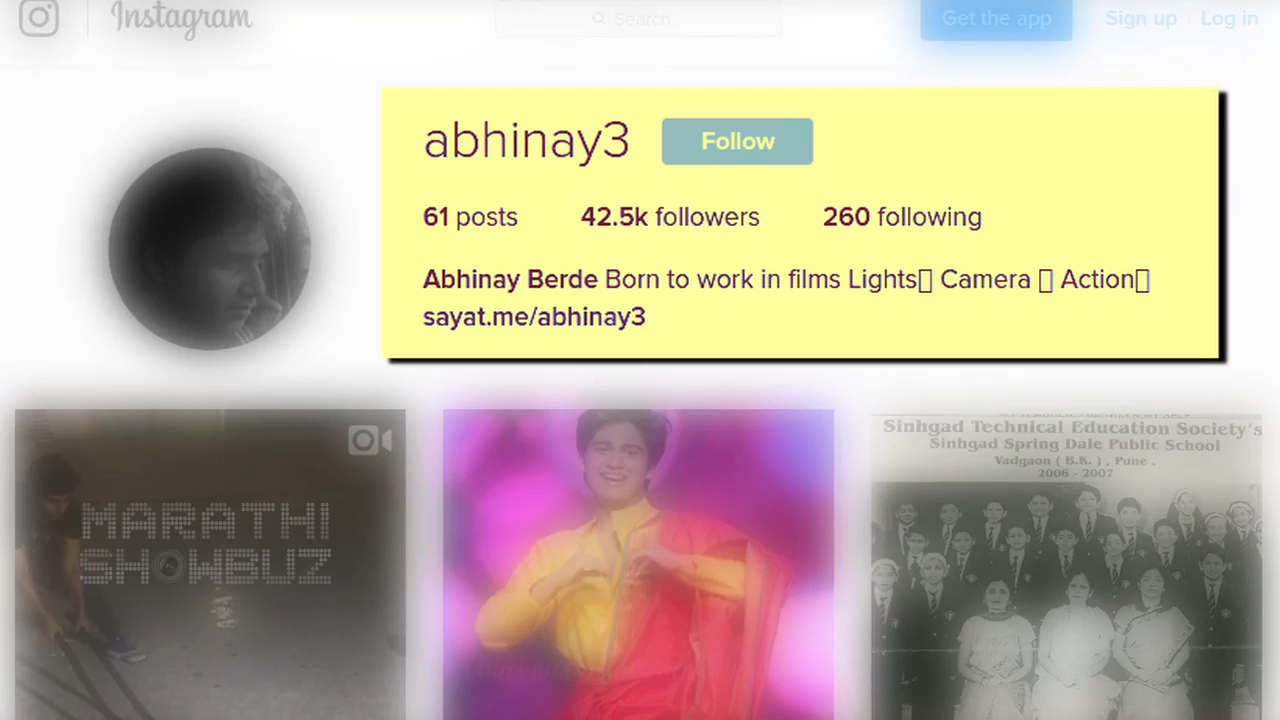 Instagram
Search
Get the app
Sign up
Log in
abhinay3 Follow
61 posts 42.5k followers 260 following
Abhinay Berde Born to work in films Lights Camera Action
sayat.me/abhinay3
MARATHI
SHOWBUZ
Sinhgad Technical Education Society's
Sinhgad Spring Dale Public School
Vadgaon ( B.K. ) , Pune .
2006 - 2007